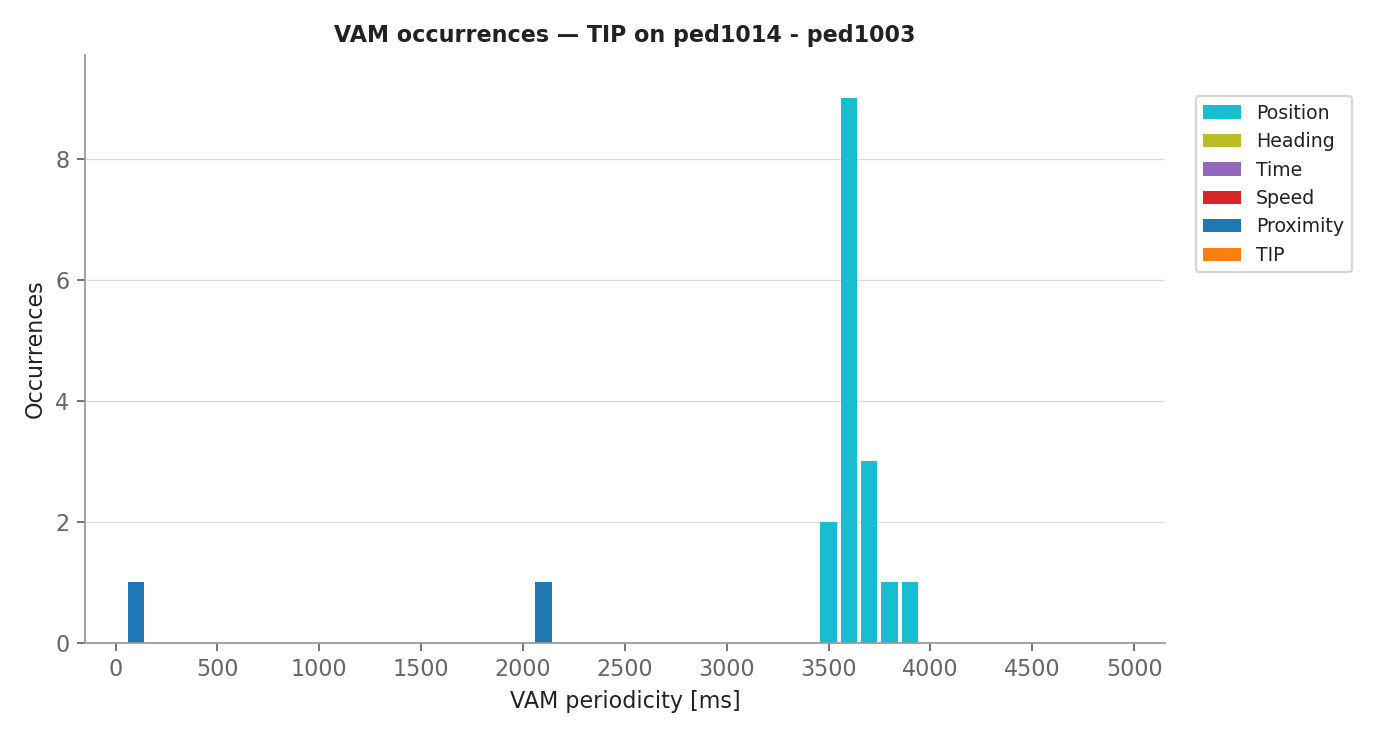 VAM occurrences — TIP on ped1014 - ped1003
Occurrences
8
6
4
2
0
0 500 1000 1500 2000 2500 3000 3500 4000 4500 5000
VAM periodicity [ms]
Position
Heading
Time
Speed
Proximity
TIP